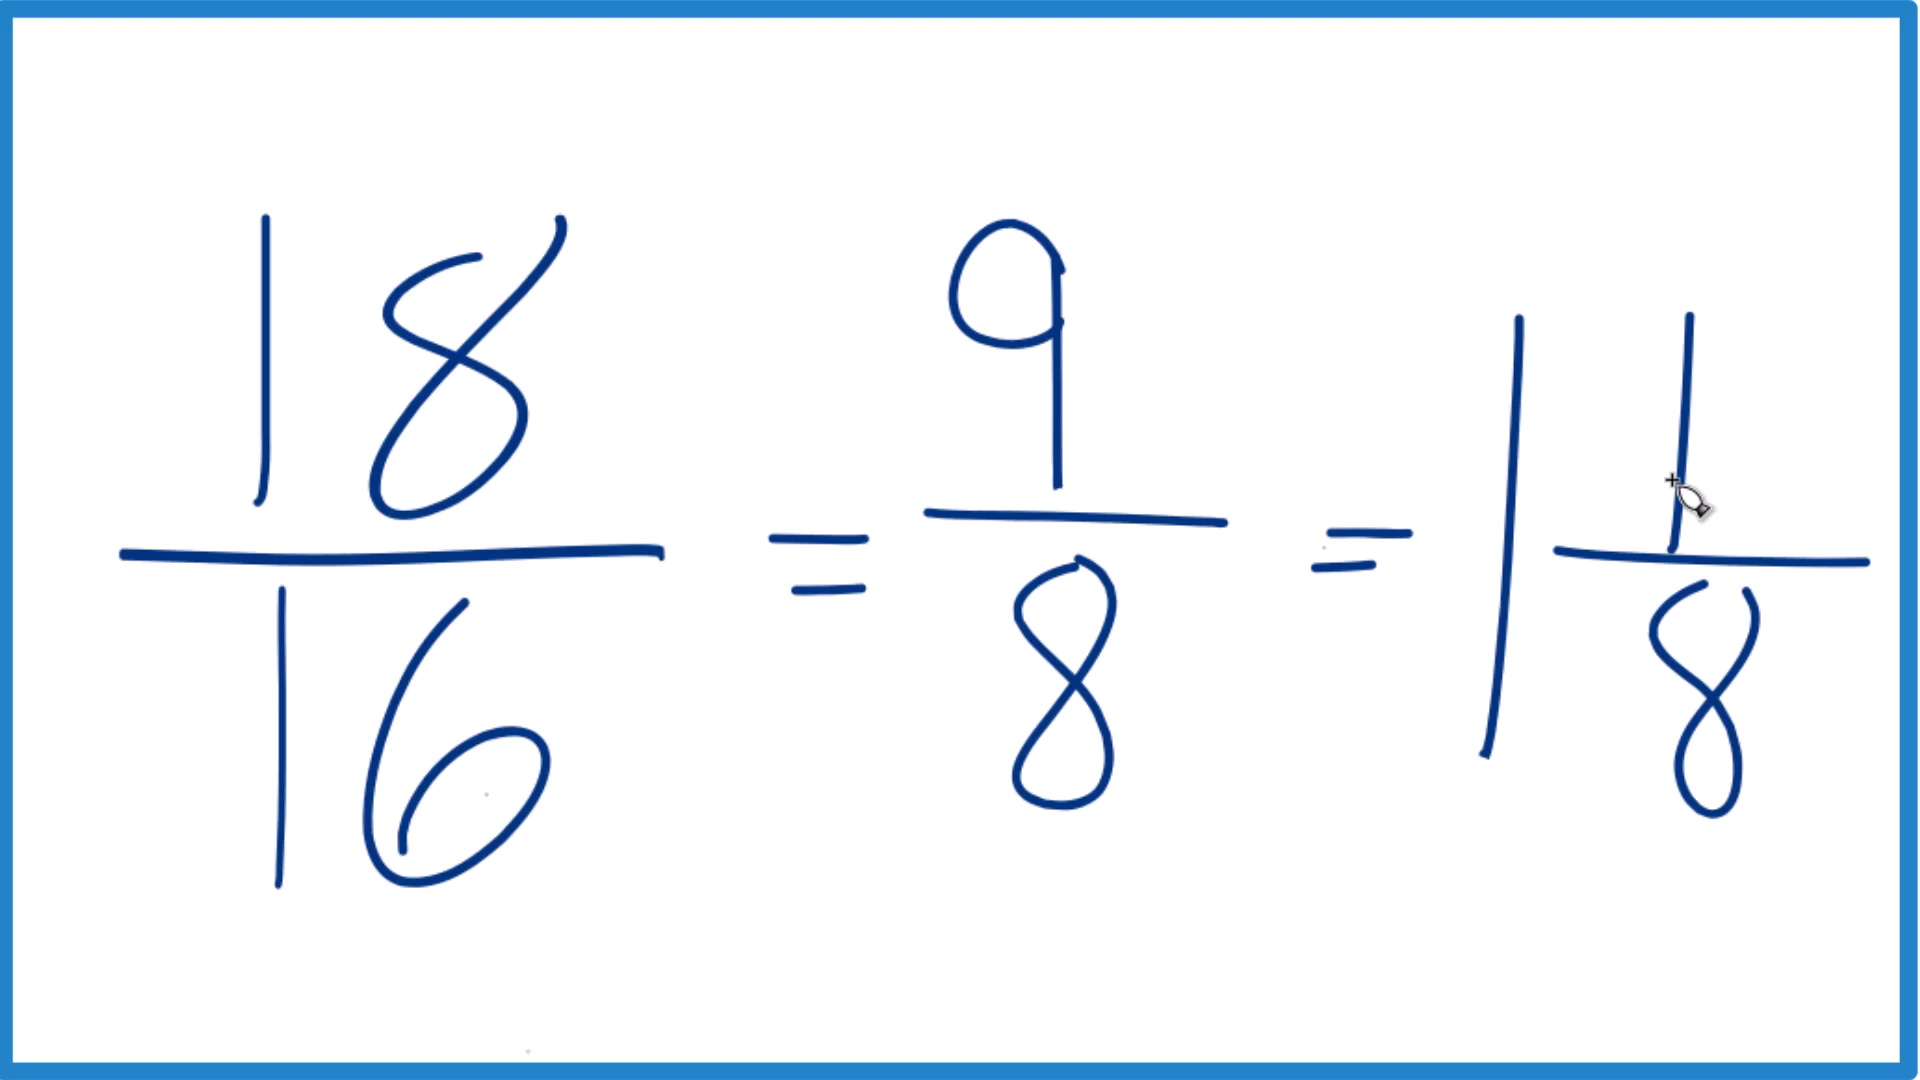 18/16 = 9/8 = 1 1/8